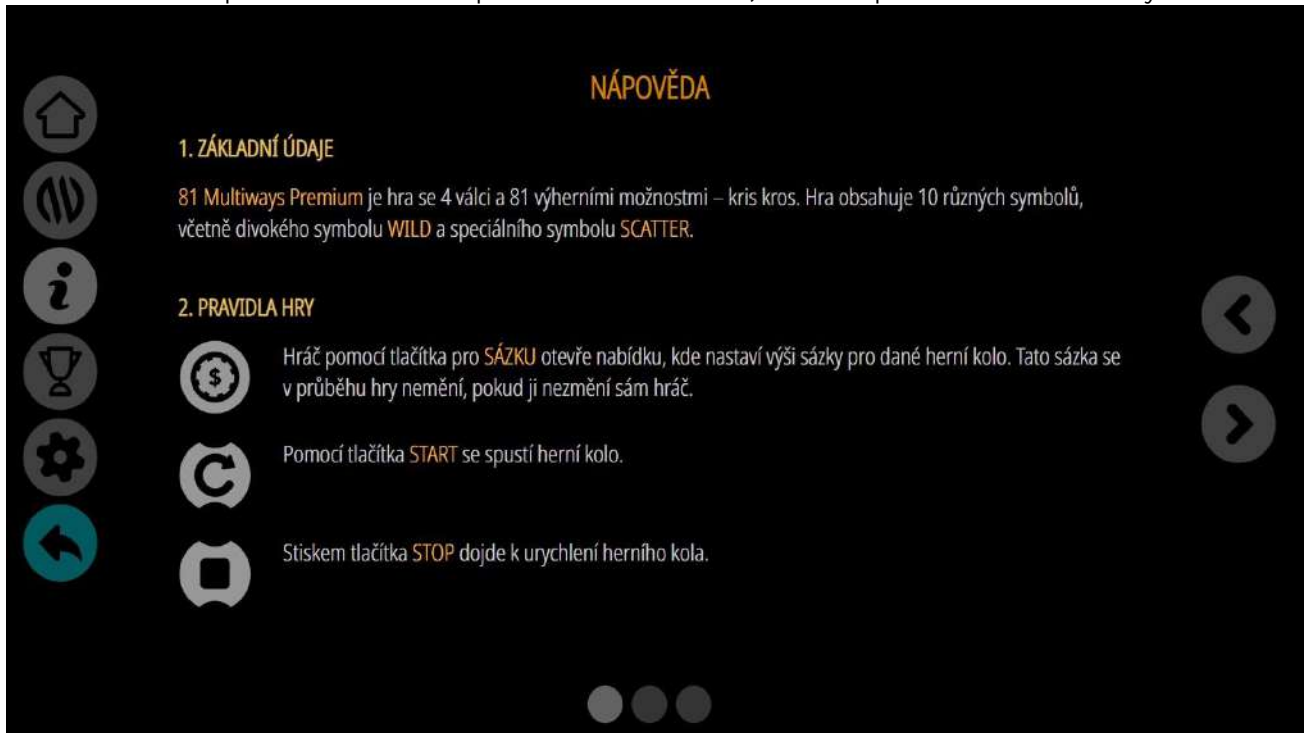 NÁPOVĚDA
1. ZÁKLADNÍ ÚDAJE
81 Multiways Premium je hra se 4 válci a 81 výherními možnostmi – kris kros. Hra obsahuje 10 různých symbolů,
včetně divokého symbolu WILD a speciálního symbolu SCATTER.
2. PRAVIDLA HRY
Hráč pomocí tlačítka pro SÁZKU otevře nabídku, kde nastaví výši sázky pro dané herní kolo. Tato sázka se
v průběhu hry nemění, pokud ji nezmění sám hráč.
Pomocí tlačítka START se spustí herní kolo.
Stiskem tlačítka STOP dojde k urychlení herního kola.